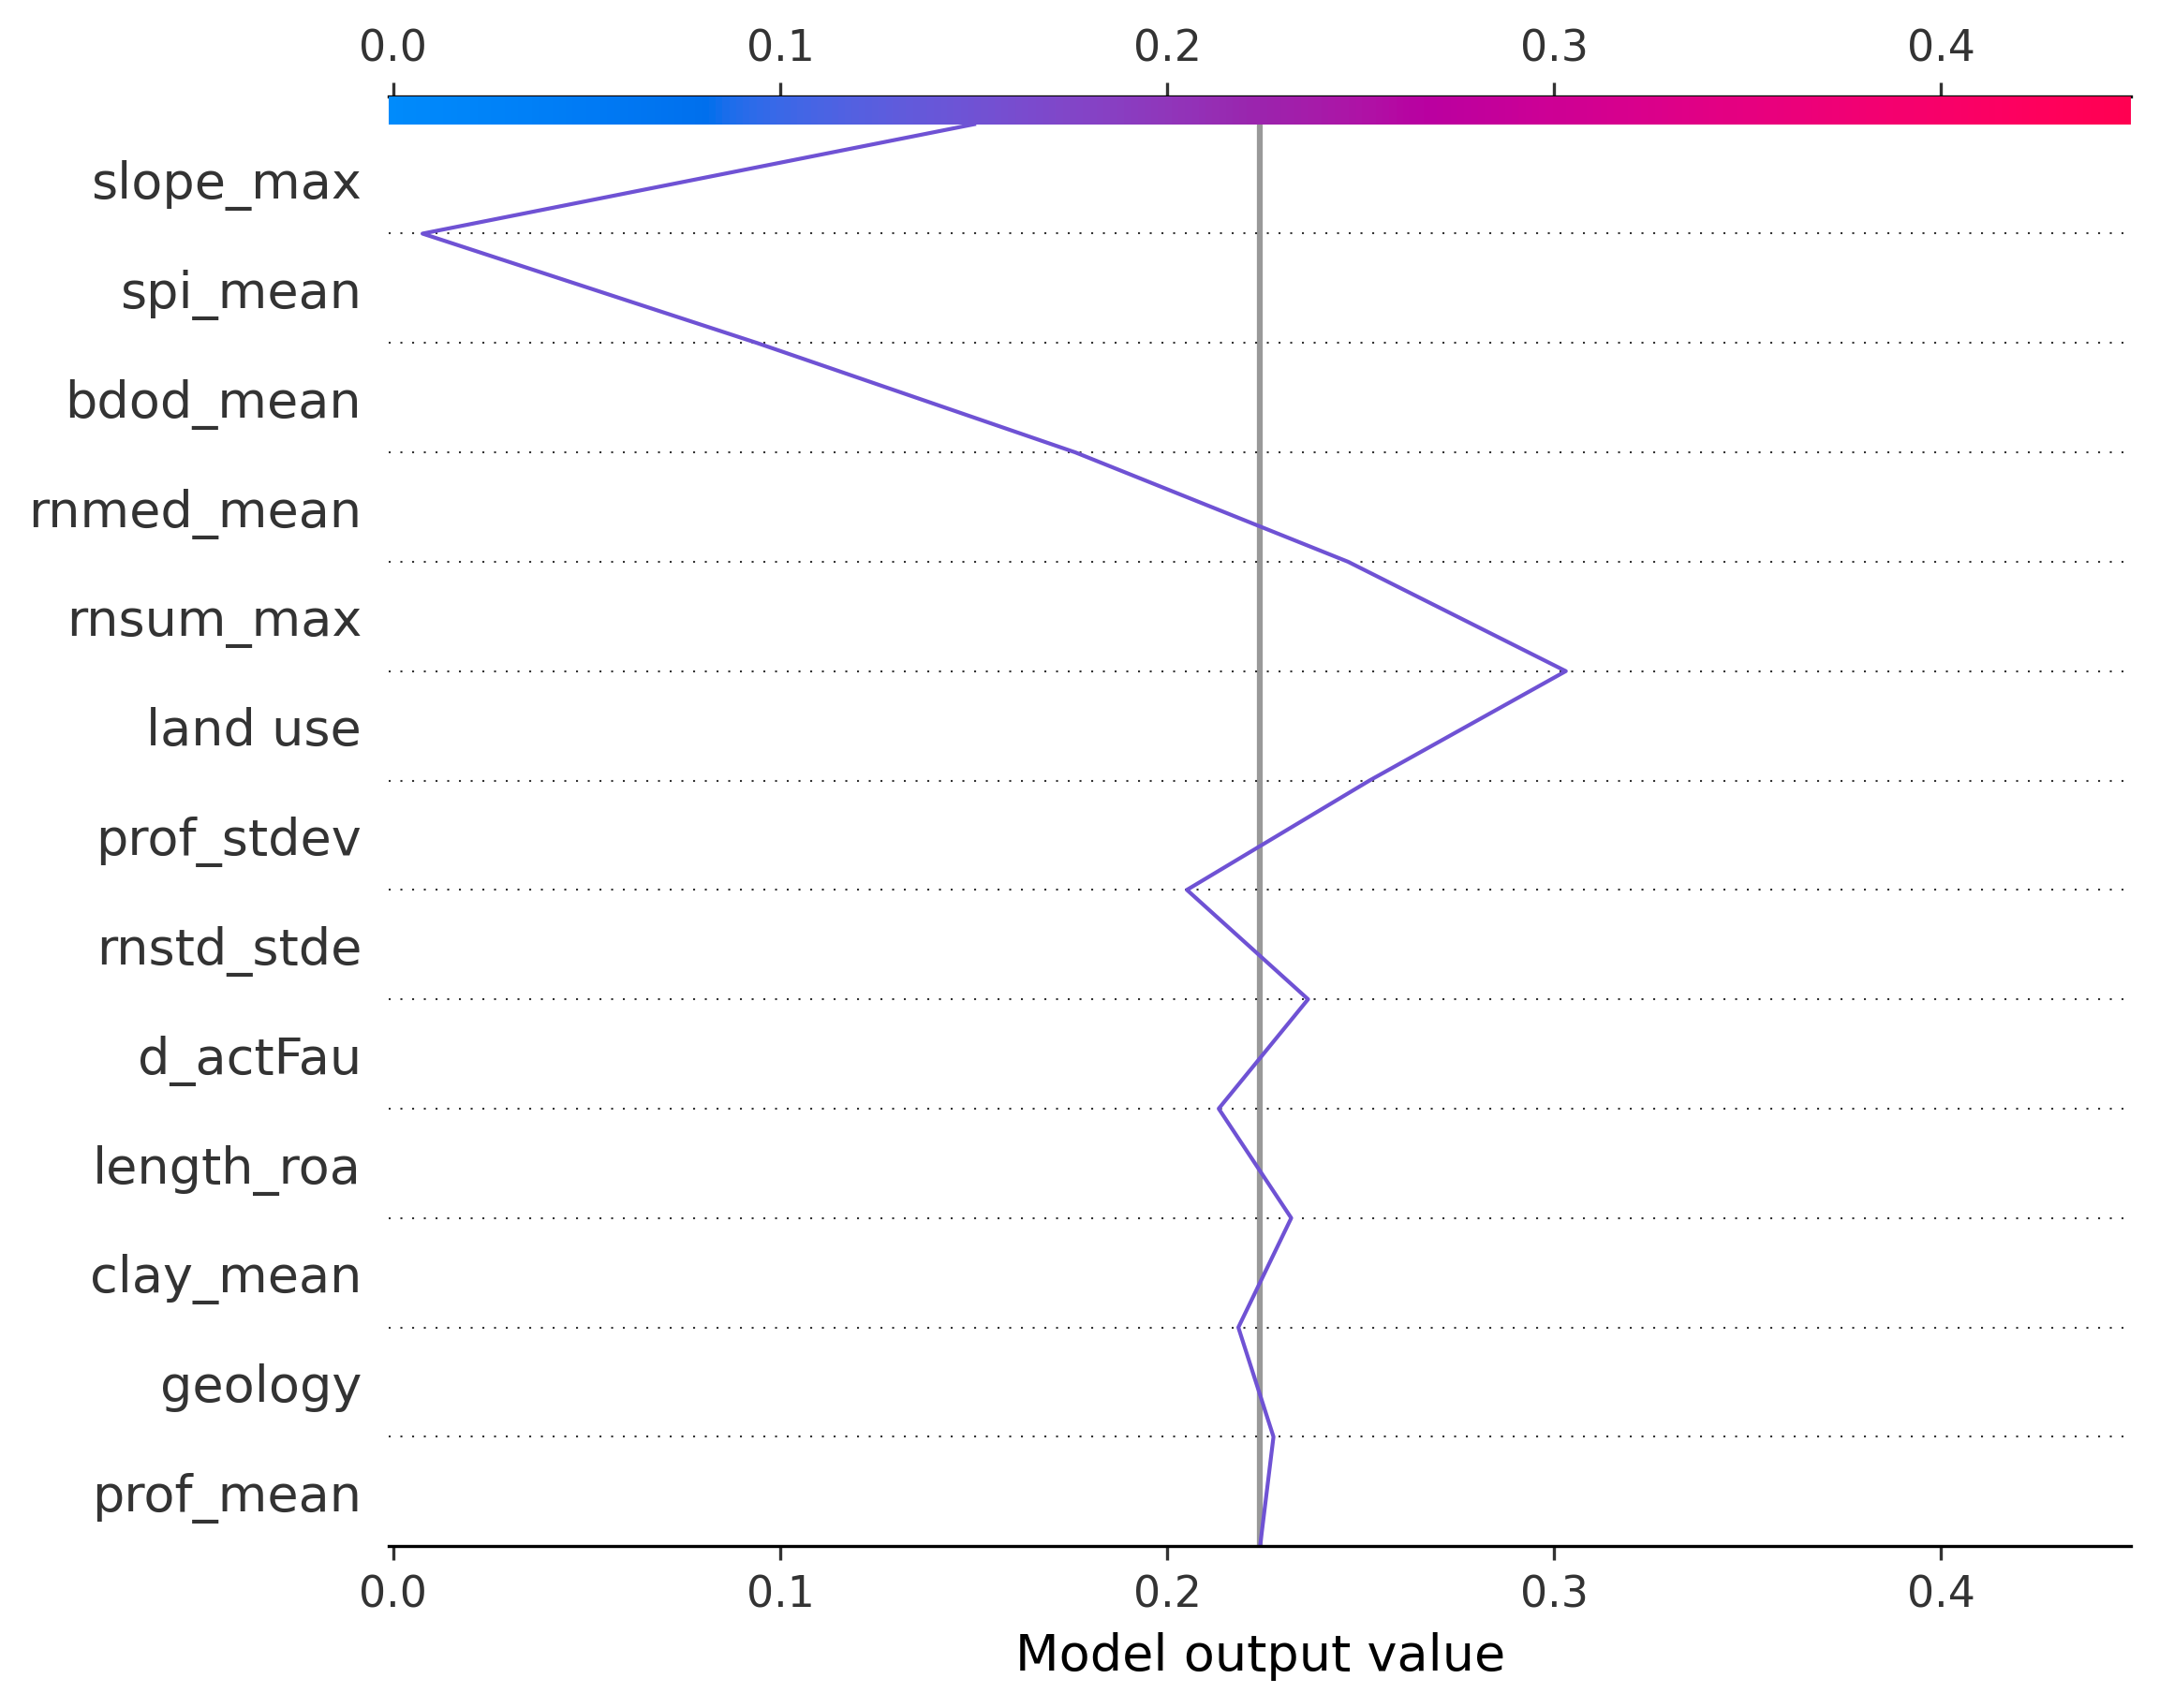 0.0 0.1 0.2 0.3 0.4
slope_max
spi_mean
bdod_mean
rnmed_mean
rnsum_max
land use
prof_stdev
rnstd_stde
d_actFau
length_roa
clay_mean
geology
prof_mean
0.0 0.1 0.2 0.3 0.4
Model output value